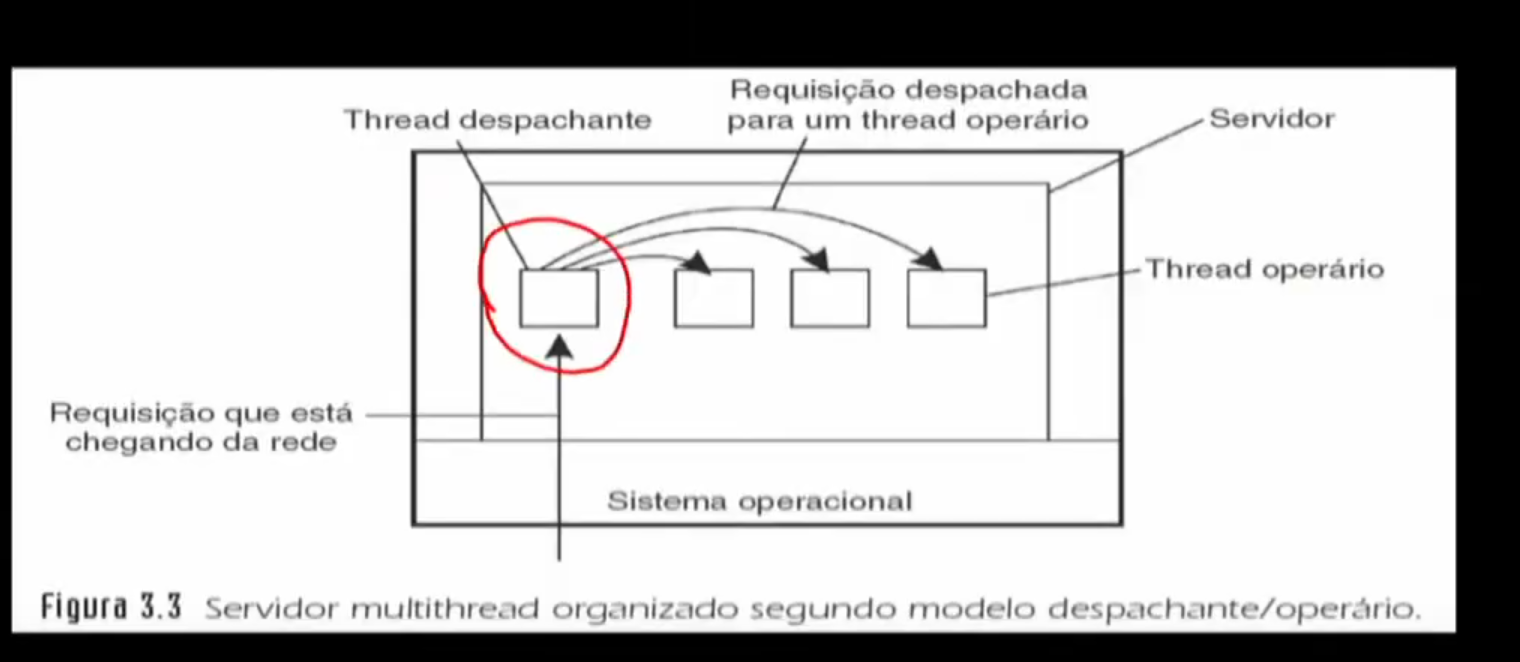 Requisição despachada
para um thread operário
Thread despachante
Servidor
Thread operário
Requisição que está
chegando da rede
Sistema operacional
Figura 3.3 Servidor multithread organizado segundo modelo despachante/operário.